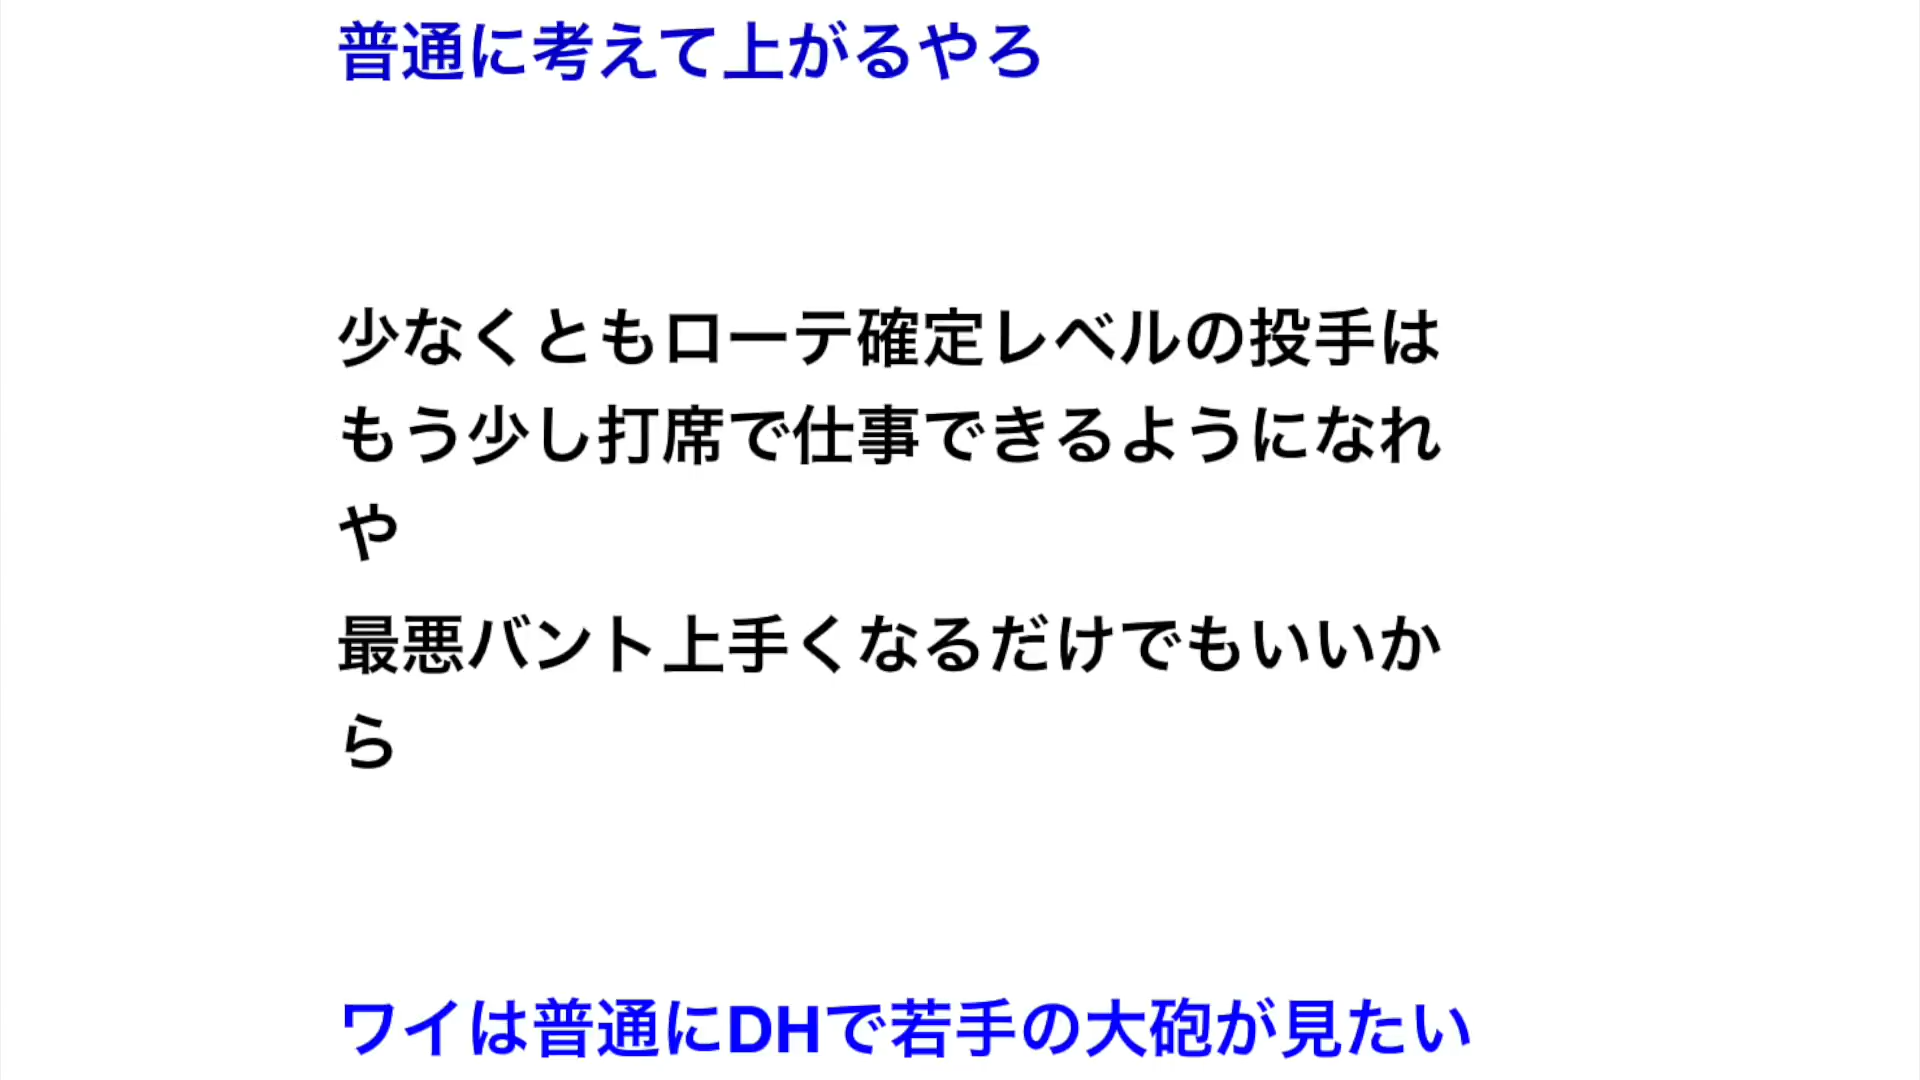 普通に考えて上がるやろ
少なくともローテ確定レベルの投手は
もう少し打席で仕事できるようになれ
や
最悪バント上手くなるだけでもいいか
ら
ワイは普通にDHで若手の大砲が見たい